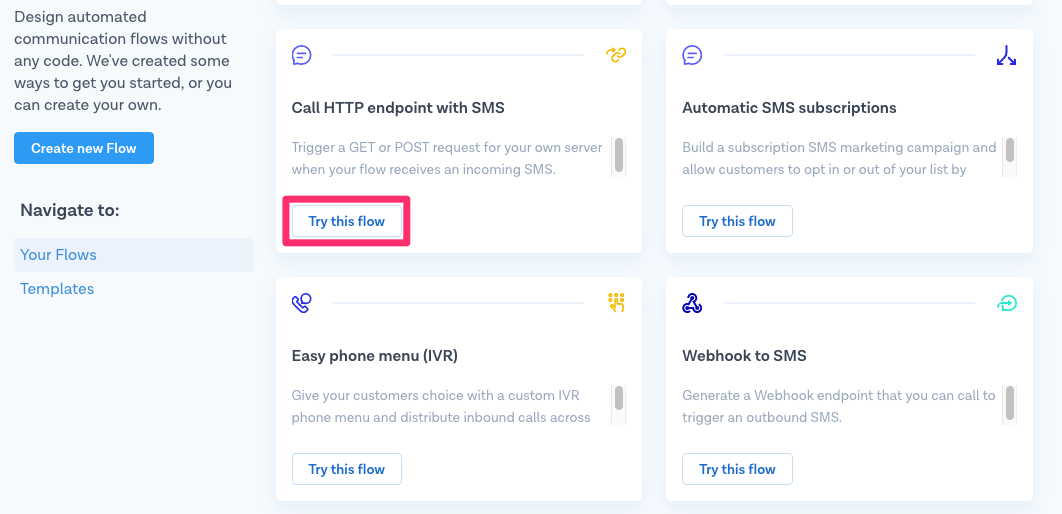 Design automated
communication flows without
any code. We've created some
ways to get you started, or you
can create your own.
Create new Flow
Navigate to:
Your Flows
Templates
Call HTTP endpoint with SMS
Trigger a GET or POST request for your own server
when your flow receives an incoming SMS.
Try this flow
Automatic SMS subscriptions
Build a subscription SMS marketing campaign and
allow customers to opt in or out of your list by
Try this flow
Easy phone menu (IVR)
Give your customers choice with a custom IVR
phone menu and distribute inbound calls across
Try this flow
Webhook to SMS
Generate a Webhook endpoint that you can call to
trigger an outbound SMS.
Try this flow